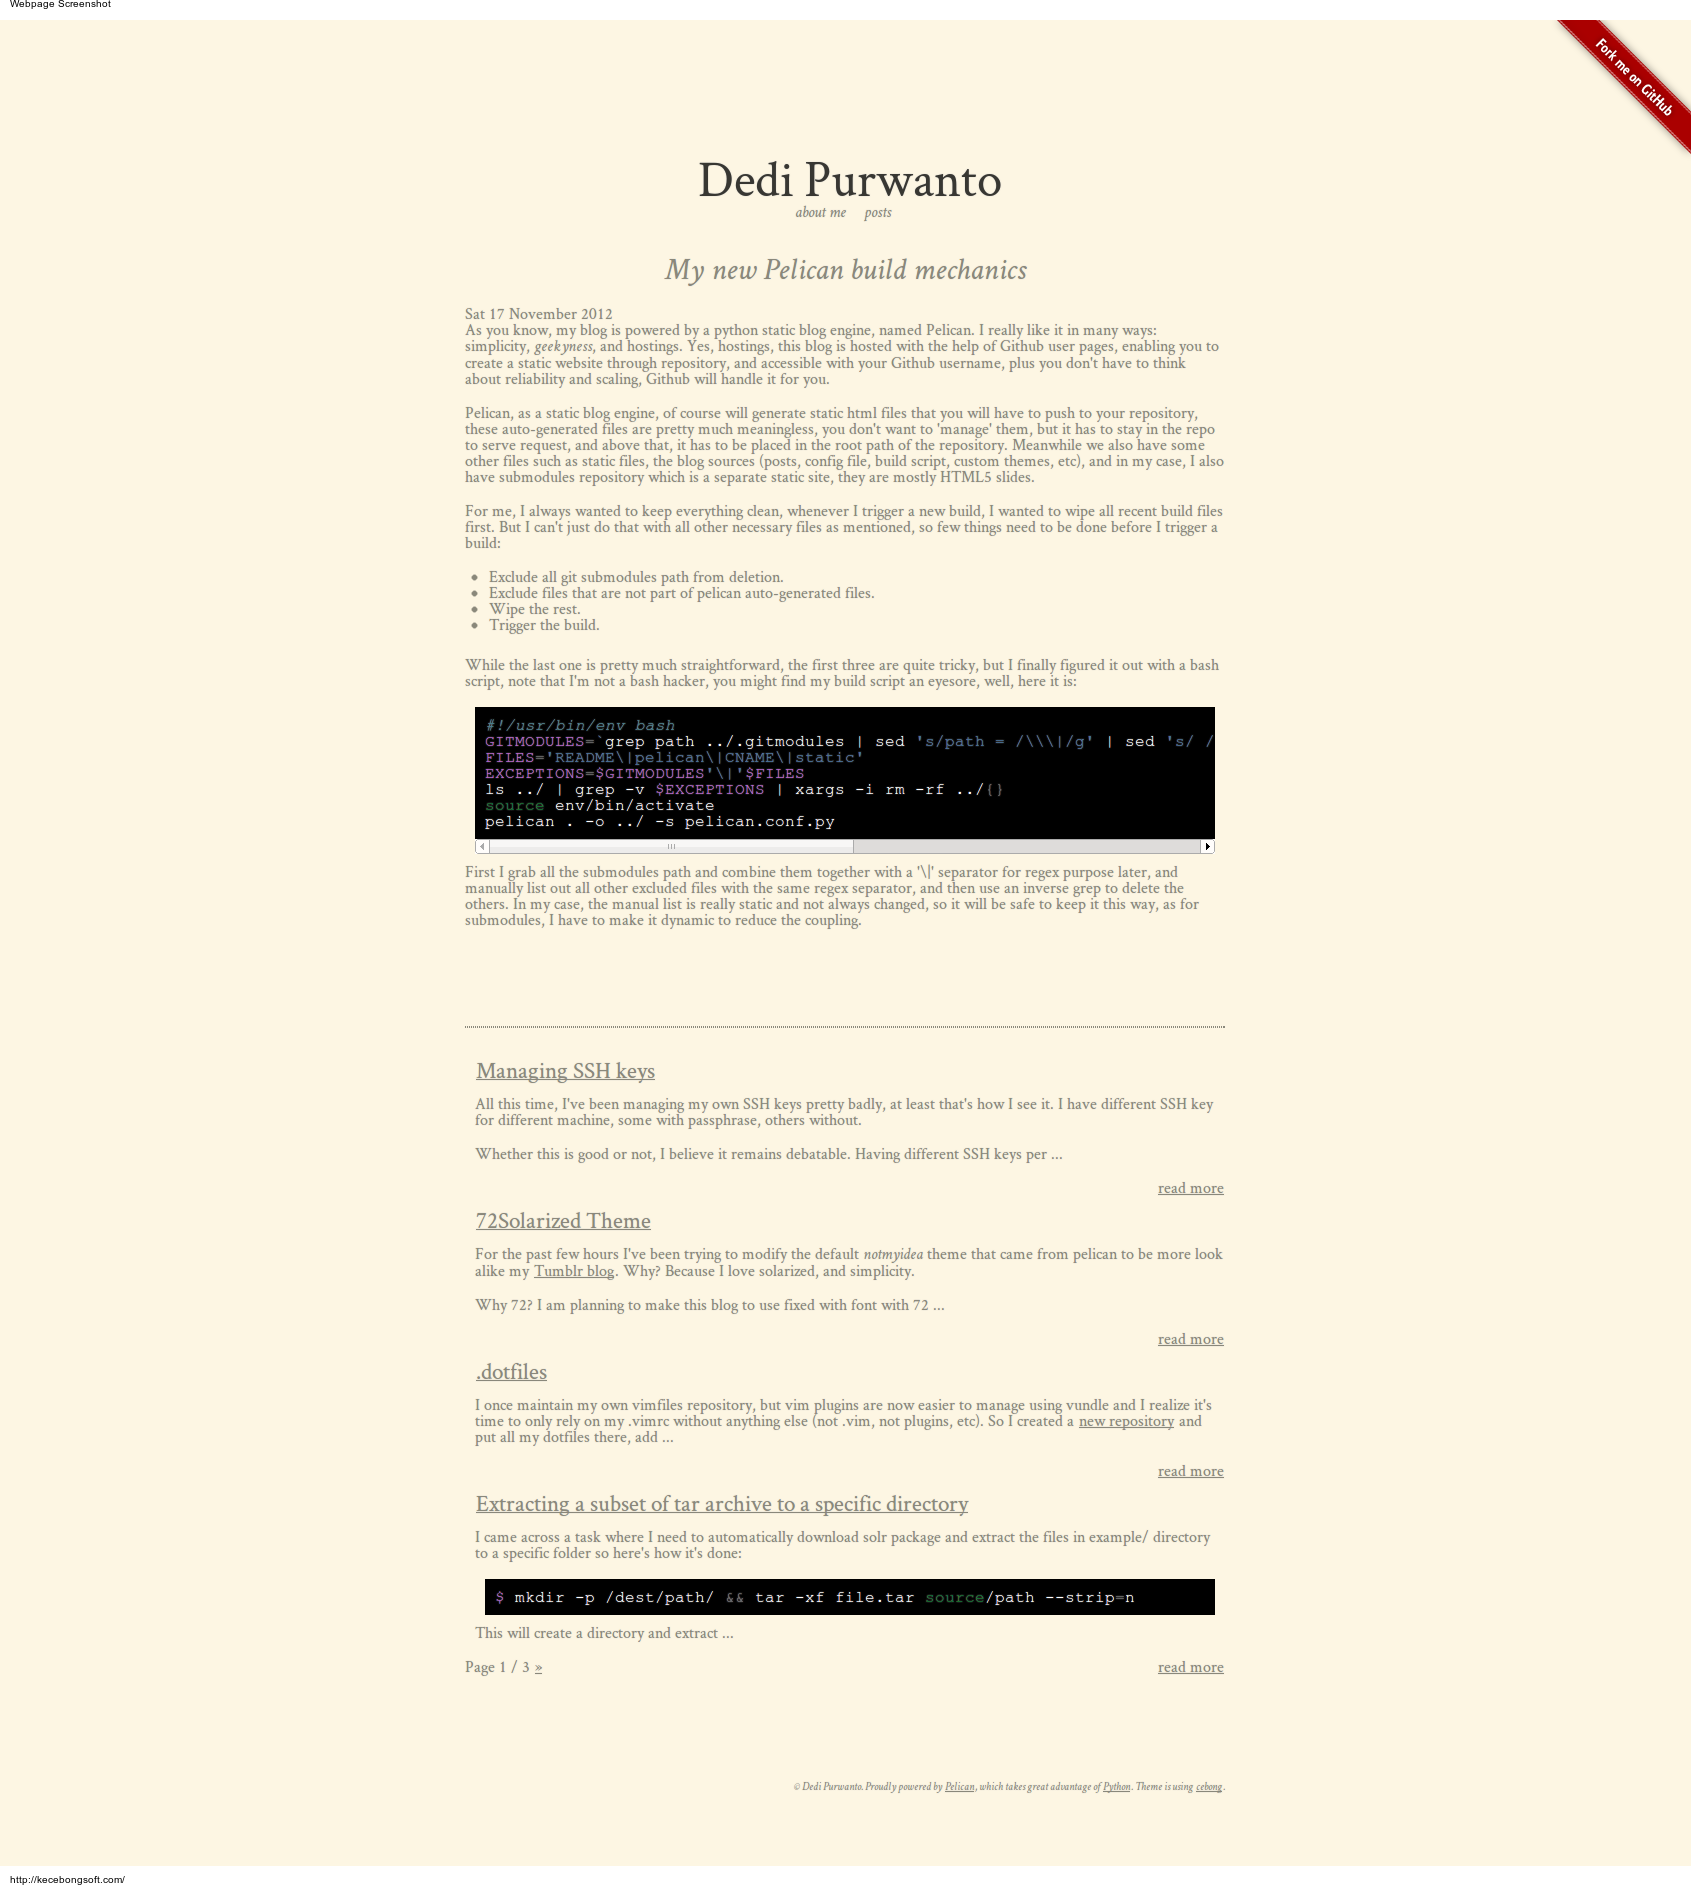 Webpage Screenshot
Fork me on GitHub
Dedi Purwanto
about me posts
My new Pelican build mechanics
Sat 17 November 2012
As you know, my blog is powered by a python static blog engine, named Pelican. I really like it in many ways:
simplicity, geekyness, and hostings. Yes, hostings, this blog is hosted with the help of Github user pages, enabling you to
create a static website through repository, and accessible with your Github username, plus you don't have to think
about reliability and scaling, Github will handle it for you.
Pelican, as a static blog engine, of course will generate static html files that you will have to push to your repository,
these auto-generated files are pretty much meaningless, you don't want to 'manage' them, but it has to stay in the repo
to serve request, and above that, it has to be placed in the root path of the repository. Meanwhile we also have some
other files such as static files, the blog sources (posts, config file, build script, custom themes, etc), and in my case, I also
have submodules repository which is a separate static site, they are mostly HTML5 slides.
For me, I always wanted to keep everything clean, whenever I trigger a new build, I wanted to wipe all recent build files
first. But I can't just do that with all other necessary files as mentioned, so few things need to be done before I trigger a
build:
• Exclude all git submodules path from deletion.
• Exclude files that are not part of pelican auto-generated files.
• Wipe the rest.
• Trigger the build.
While the last one is pretty much straightforward, the first three are quite tricky, but I finally figured it out with a bash
script, note that I'm not a bash hacker, you might find my build script an eyesore, well, here it is:
#!/usr/bin/env bash
GITMODULES=`grep path ../.gitmodules | sed 's/path = /\\\|/g' | sed 's/ /
FILES='README\|pelican\|CNAME\|static'
EXCEPTIONS=$GITMODULES'\|'$FILES
ls ../ | grep -v $EXCEPTIONS | xargs -i rm -rf ../{}
source env/bin/activate
pelican . -o ../ -s pelican.conf.py
First I grab all the submodules path and combine them together with a '\|' separator for regex purpose later, and
manually list out all other excluded files with the same regex separator, and then use an inverse grep to delete the
others. In my case, the manual list is really static and not always changed, so it will be safe to keep it this way, as for
submodules, I have to make it dynamic to reduce the coupling.
Managing SSH keys
All this time, I've been managing my own SSH keys pretty badly, at least that's how I see it. I have different SSH key
for different machine, some with passphrase, others without.
Whether this is good or not, I believe it remains debatable. Having different SSH keys per ...
read more
72Solarized Theme
For the past few hours I've been trying to modify the default notmyidea theme that came from pelican to be more look
alike my Tumblr blog. Why? Because I love solarized, and simplicity.
Why 72? I am planning to make this blog to use fixed with font with 72 ...
read more
.dotfiles
I once maintain my own vimfiles repository, but vim plugins are now easier to manage using vundle and I realize it's
time to only rely on my .vimrc without anything else (not .vim, not plugins, etc). So I created a new repository and
put all my dotfiles there, add ...
read more
Extracting a subset of tar archive to a specific directory
I came across a task where I need to automatically download solr package and extract the files in example/ directory
to a specific folder so here's how it's done:
$ mkdir -p /dest/path/ && tar -xf file.tar source/path --strip=n
This will create a directory and extract ...
Page 1 / 3 » read more
© Dedi Purwanto. Proudly powered by Pelican, which takes great advantage of Python. Theme is using cebong.
http://kecebongsoft.com/